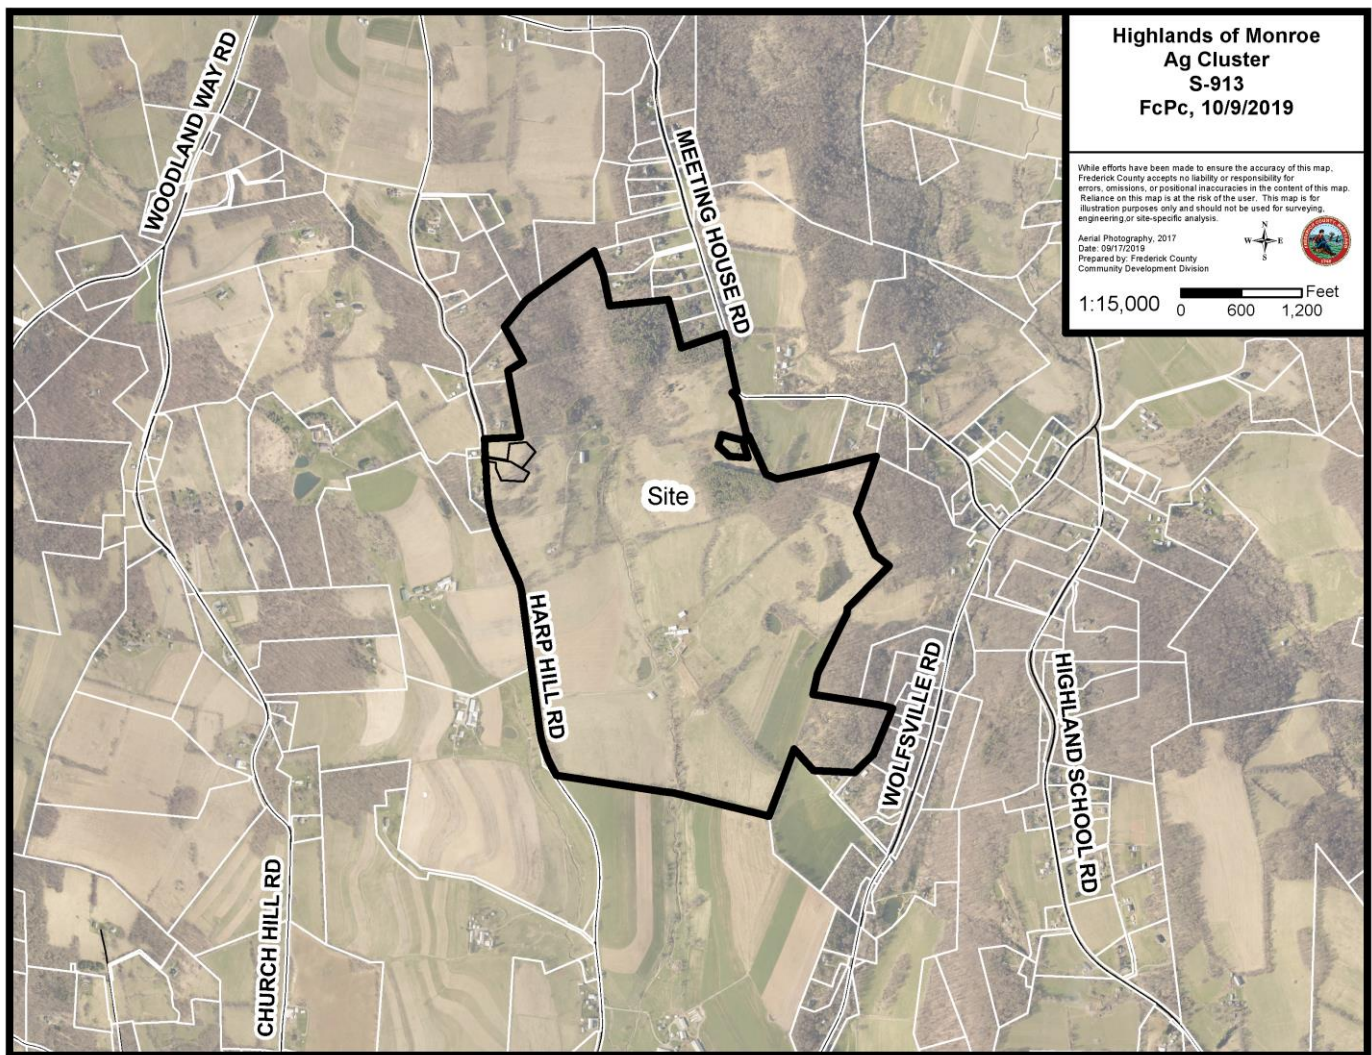 Highlands of Monroe
Ag Cluster
S-913
FcPc, 10/9/2019
While efforts have been made to ensure the accuracy of this map,
Frederick County accepts no liability or responsibility for
errors, omissions, or positional inaccuracies in the content of this map.
Reliance on this map is at the risk of the user. This map is for
illustration purposes only and should not be used for surveying,
engineering,or site-specific analysis.
Aerial Photography, 2017
Date: 09/17/2019
Prepared by: Frederick County
Community Development Division
N
W E
S
1:15,000
Feet
0 600 1,200
WOODLAND WAY RD
MEETING HOUSE RD
Site
HARP HILL RD
WOLFSVILLE RD
HIGHLAND SCHOOL RD
CHURCH HILL RD